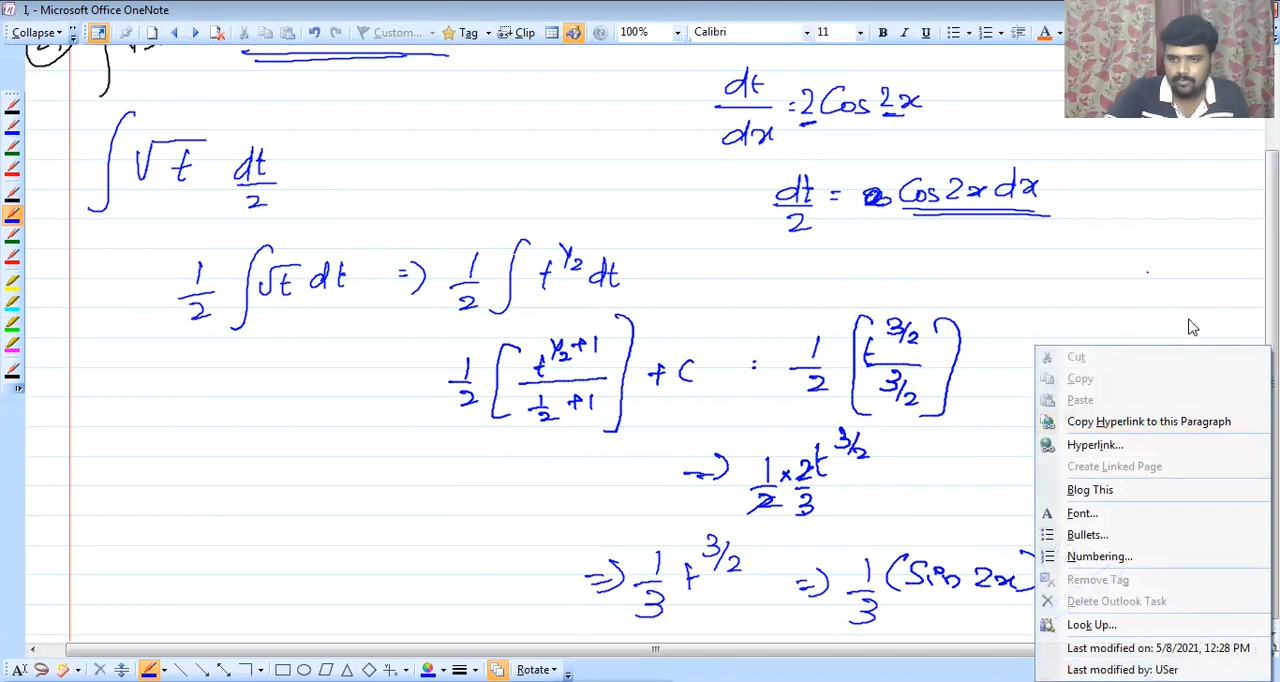 I, - Microsoft Office OneNote
Collapse 100% Custom... Tag Clip Calibri 11 B I U A
dt/dx = 2 Cos 2x
∫ √t dt/2
dt/2 = Cos 2x dx
1/2 ∫ √t dt => 1/2 ∫ t^1/2 dt
1/2 [ t^1/2+1 / 1/2 +1 ] + C : 1/2 [ t^3/2 / 3/2 ]
=> 1/2 × 2/3 t^3/2
=> 1/3 t^3/2 => 1/3 (Sin 2x)
Cut
Copy
Paste
Copy Hyperlink to this Paragraph
Hyperlink...
Create Linked Page
Blog This
A Font...
Bullets...
Numbering...
Remove Tag
Delete Outlook Task
Look Up...
Last modified on: 5/8/2021, 12:28 PM
Last modified by: USer
Rotate